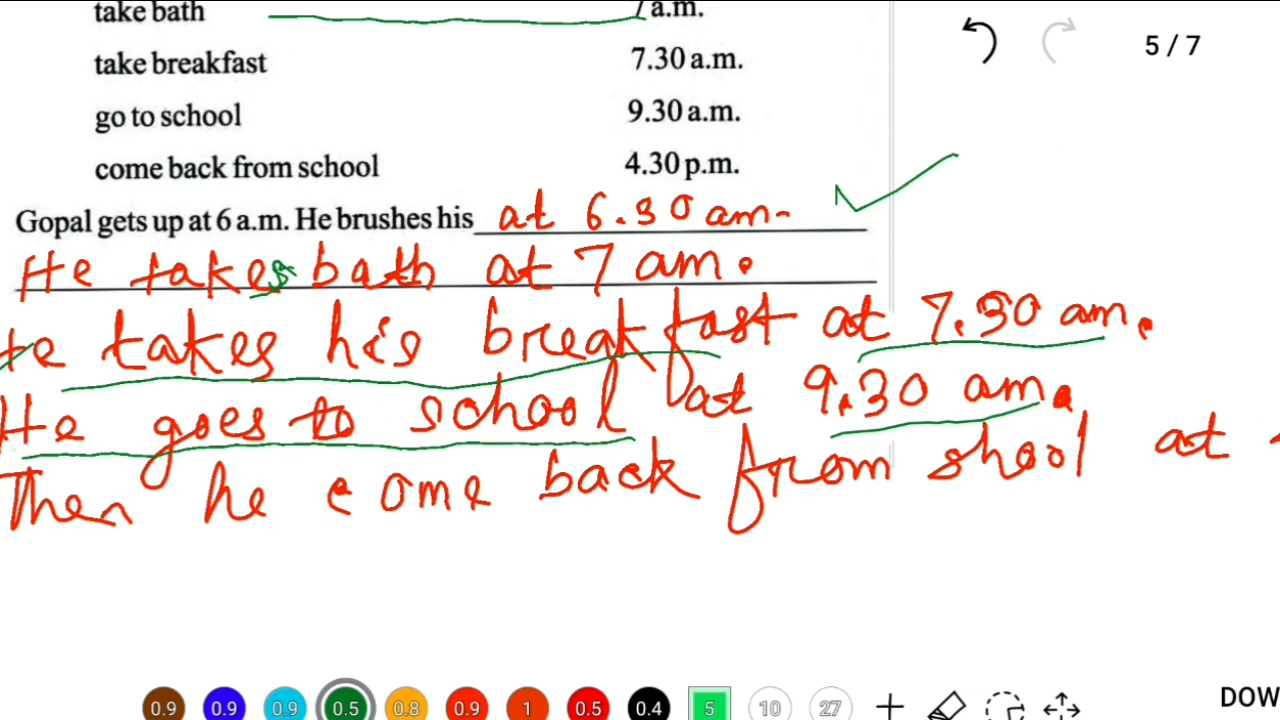 take bath 7 a.m.
take breakfast 7.30 a.m.
go to school 9.30 a.m.
come back from school 4.30 p.m.
Gopal gets up at 6 a.m. He brushes his at 6.30 am.
He takes bath at 7 am.
He takes his breakfast at 7.30 am.
He goes to school at 9.30 am.
Then he come back from shool at
5 / 7
0.9 0.9 0.9 0.5 0.8 0.9 1 0.5 0.4 5 10 27
DOW